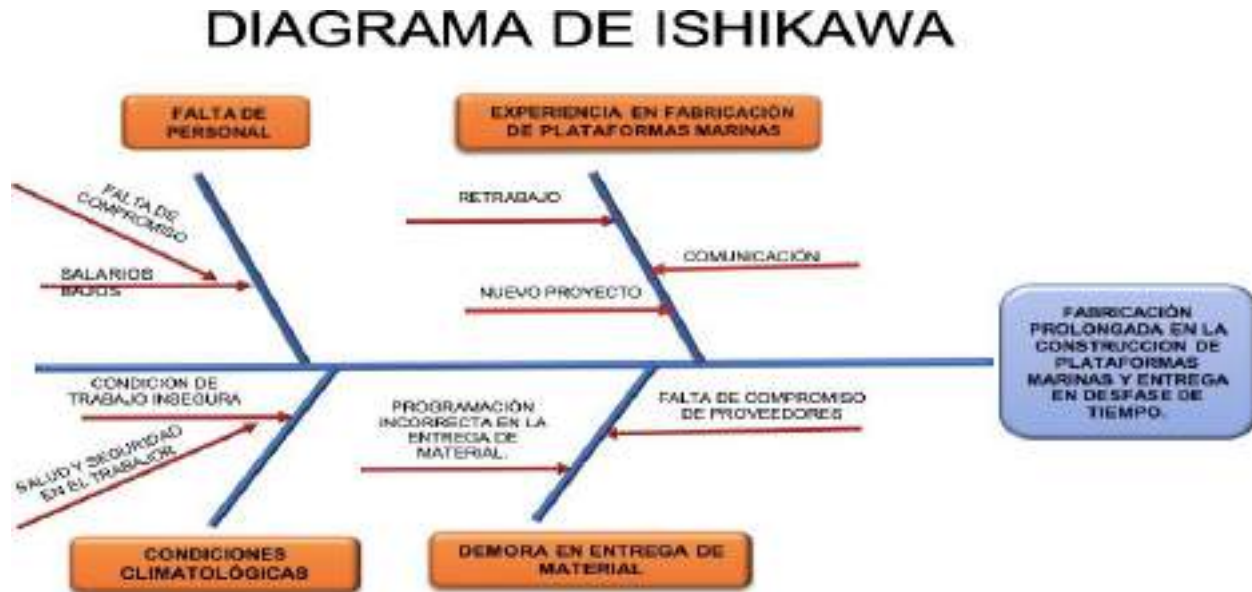 DIAGRAMA DE ISHIKAWA
FALTA DE
PERSONAL
EXPERIENCIA EN FABRICACIÓN
DE PLATAFORMAS MARINAS
FALTA DE
COMPROMISO
SALARIOS
BAJOS
RETRABAJO
COMUNICACIÓN
NUEVO PROYECTO
FABRICACIÓN
PROLONGADA EN LA
CONSTRUCCION DE
PLATAFORMAS
MARINAS Y ENTREGA
EN DESFASE DE
TIEMPO.
CONDICION DE
TRABAJO INSEGURA
SALUD Y SEGURIDAD
EN EL TRABAJOR
PROGRAMACIÓN
INCORRECTA EN LA
ENTREGA DE
MATERIAL.
FALTA DE COMPROMISO
DE PROVEEDORES
CONDICIONES
CLIMATOLÓGICAS
DEMORA EN ENTREGA DE
MATERIAL